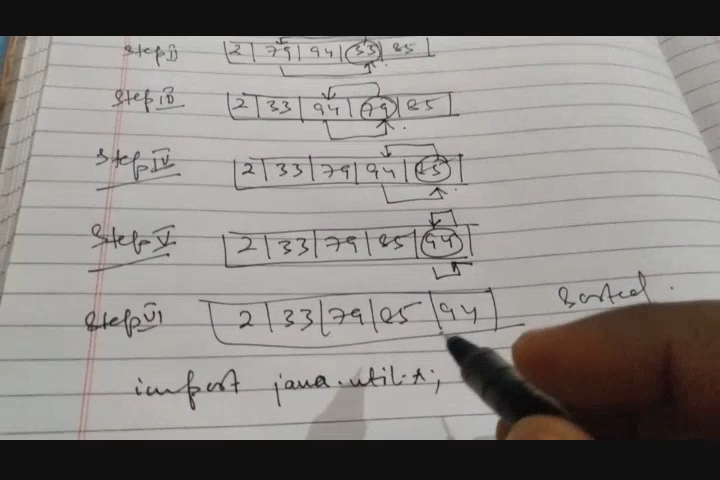 Step II 2 79 94 33 85
Step III 2 33 94 79 85
Step IV 2 33 79 94 85
Step V 2 33 79 85 94
Step VI 2 33 79 85 94 Sorted.
import java.util.*;